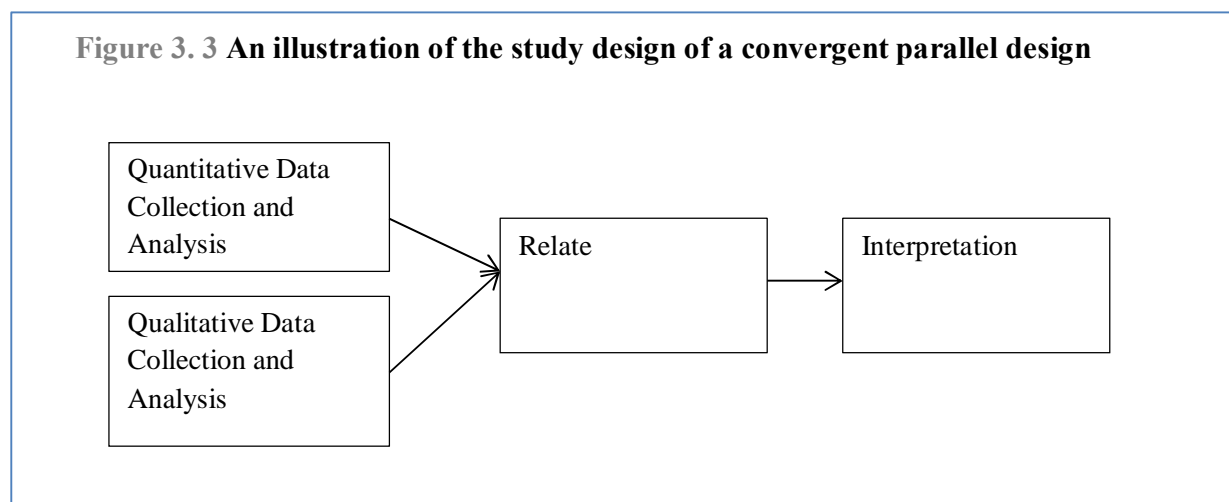 Figure 3. 3 An illustration of the study design of a convergent parallel design
Quantitative Data
Collection and
Analysis
Qualitative Data
Collection and
Analysis
Relate
Interpretation